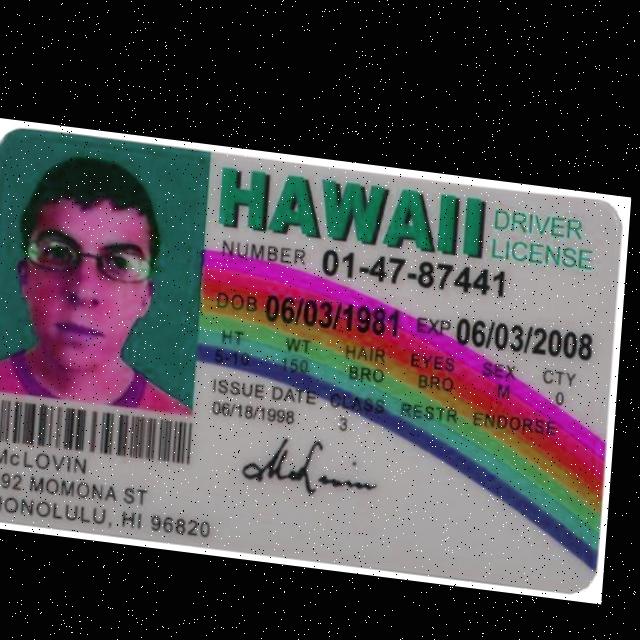 HAWAII DRIVER LICENSE
NUMBER 01-47-87441
DOB 06/03/1981 EXP 06/03/2008
HT WT HAIR EYES SEX CTY
5-10 150 BRO BRO M 0
ISSUE DATE CLASS RESTR ENDORSE
06/18/1998 3
McLovin
McLOVIN
92 MOMONA ST
HONOLULU, HI 96820